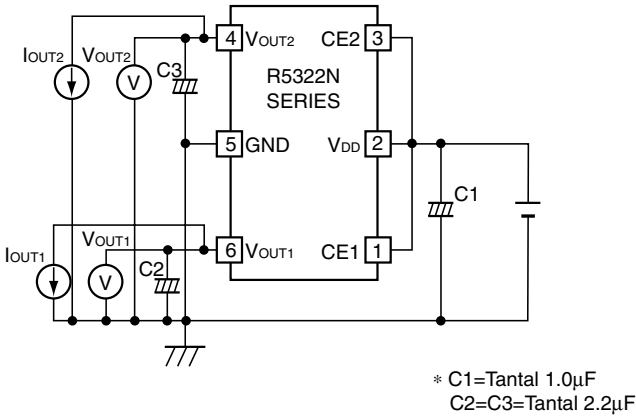 IOUT2
VOUT2
V
C3
4 VOUT2
CE2 3
R5322N
SERIES
5 GND
VDD 2
C1
IOUT1
VOUT1
V
C2
6 VOUT1
CE1 1
* C1=Tantal 1.0µF
C2=C3=Tantal 2.2µF